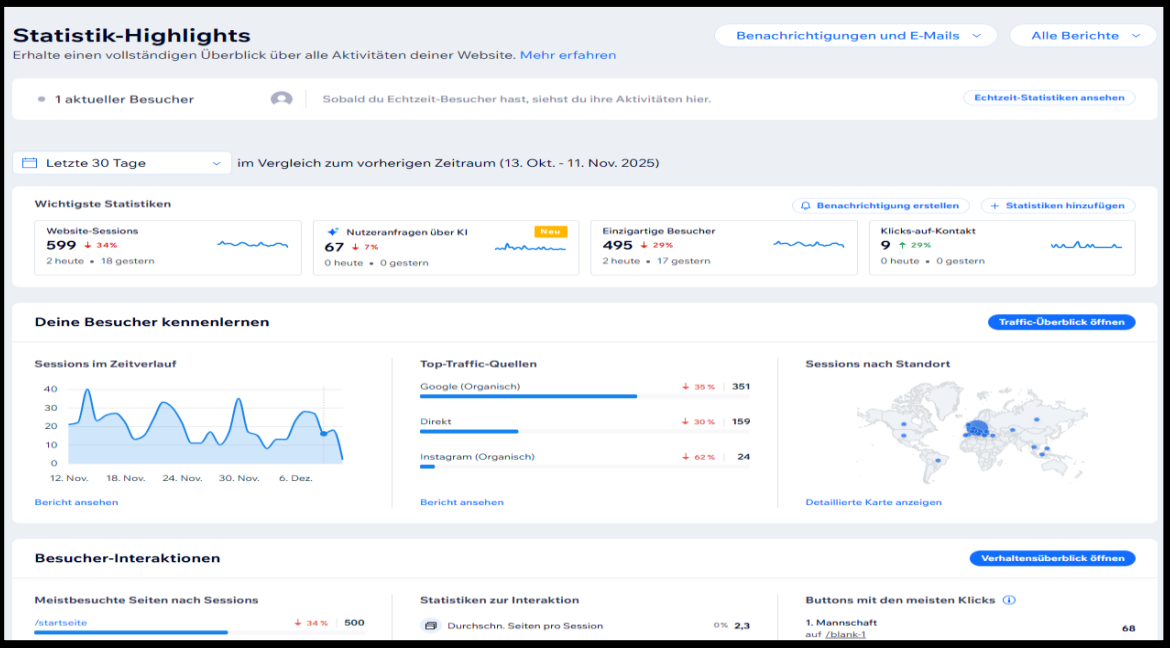 Statistik-Highlights
Erhalte einen vollständigen Überblick über alle Aktivitäten deiner Website. Mehr erfahren
Benachrichtigungen und E-Mails
Alle Berichte
1 aktueller Besucher
Sobald du Echtzeit-Besucher hast, siehst du ihre Aktivitäten hier.
Echtzeit-Statistiken ansehen
Letzte 30 Tage
im Vergleich zum vorherigen Zeitraum (13. Okt. - 11. Nov. 2025)
Wichtigste Statistiken
Benachrichtigung erstellen
+ Statistiken hinzufügen
Website-Sessions
599 ↓ 34%
2 heute • 18 gestern
Nutzeranfragen über KI
Neu
67 ↓ 7%
0 heute • 0 gestern
Einzigartige Besucher
495 ↓ 29%
2 heute • 17 gestern
Klicks-auf-Kontakt
9 ↑ 29%
0 heute • 0 gestern
Deine Besucher kennenlernen
Traffic-Überblick öffnen
Sessions im Zeitverlauf
40
30
20
10
0
12. Nov. 18. Nov. 24. Nov. 30. Nov. 6. Dez.
Bericht ansehen
Top-Traffic-Quellen
Google (Organisch) ↓ 35% 351
Direkt ↓ 30% 159
Instagram (Organisch) ↓ 62% 24
Bericht ansehen
Sessions nach Standort
Detaillierte Karte anzeigen
Besucher-Interaktionen
Verhaltensüberblick öffnen
Meistbesuchte Seiten nach Sessions
/startseite ↓ 34% 500
Statistiken zur Interaktion
Durchschn. Seiten pro Session 0% 2,3
Buttons mit den meisten Klicks
1. Mannschaft
auf /blank-1
68